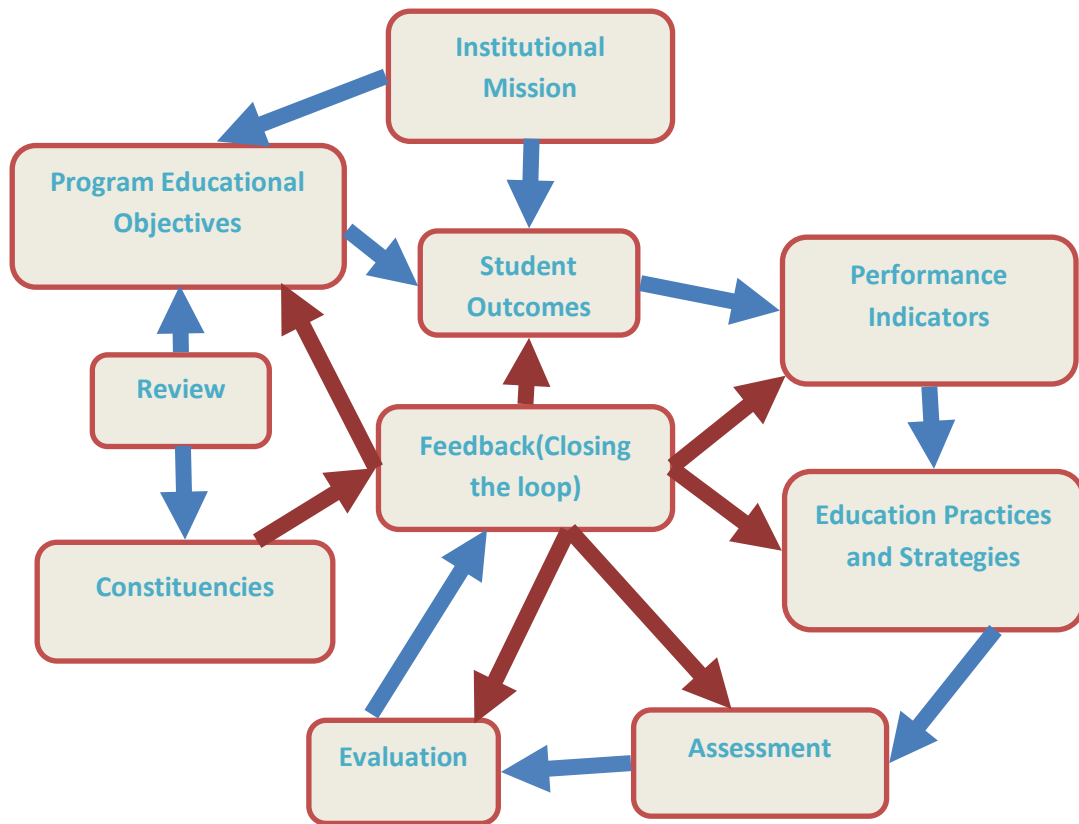 Institutional
Mission
Program Educational
Objectives
Student
Outcomes
Performance
Indicators
Review
Feedback(Closing
the loop)
Education Practices
and Strategies
Constituencies
Evaluation
Assessment